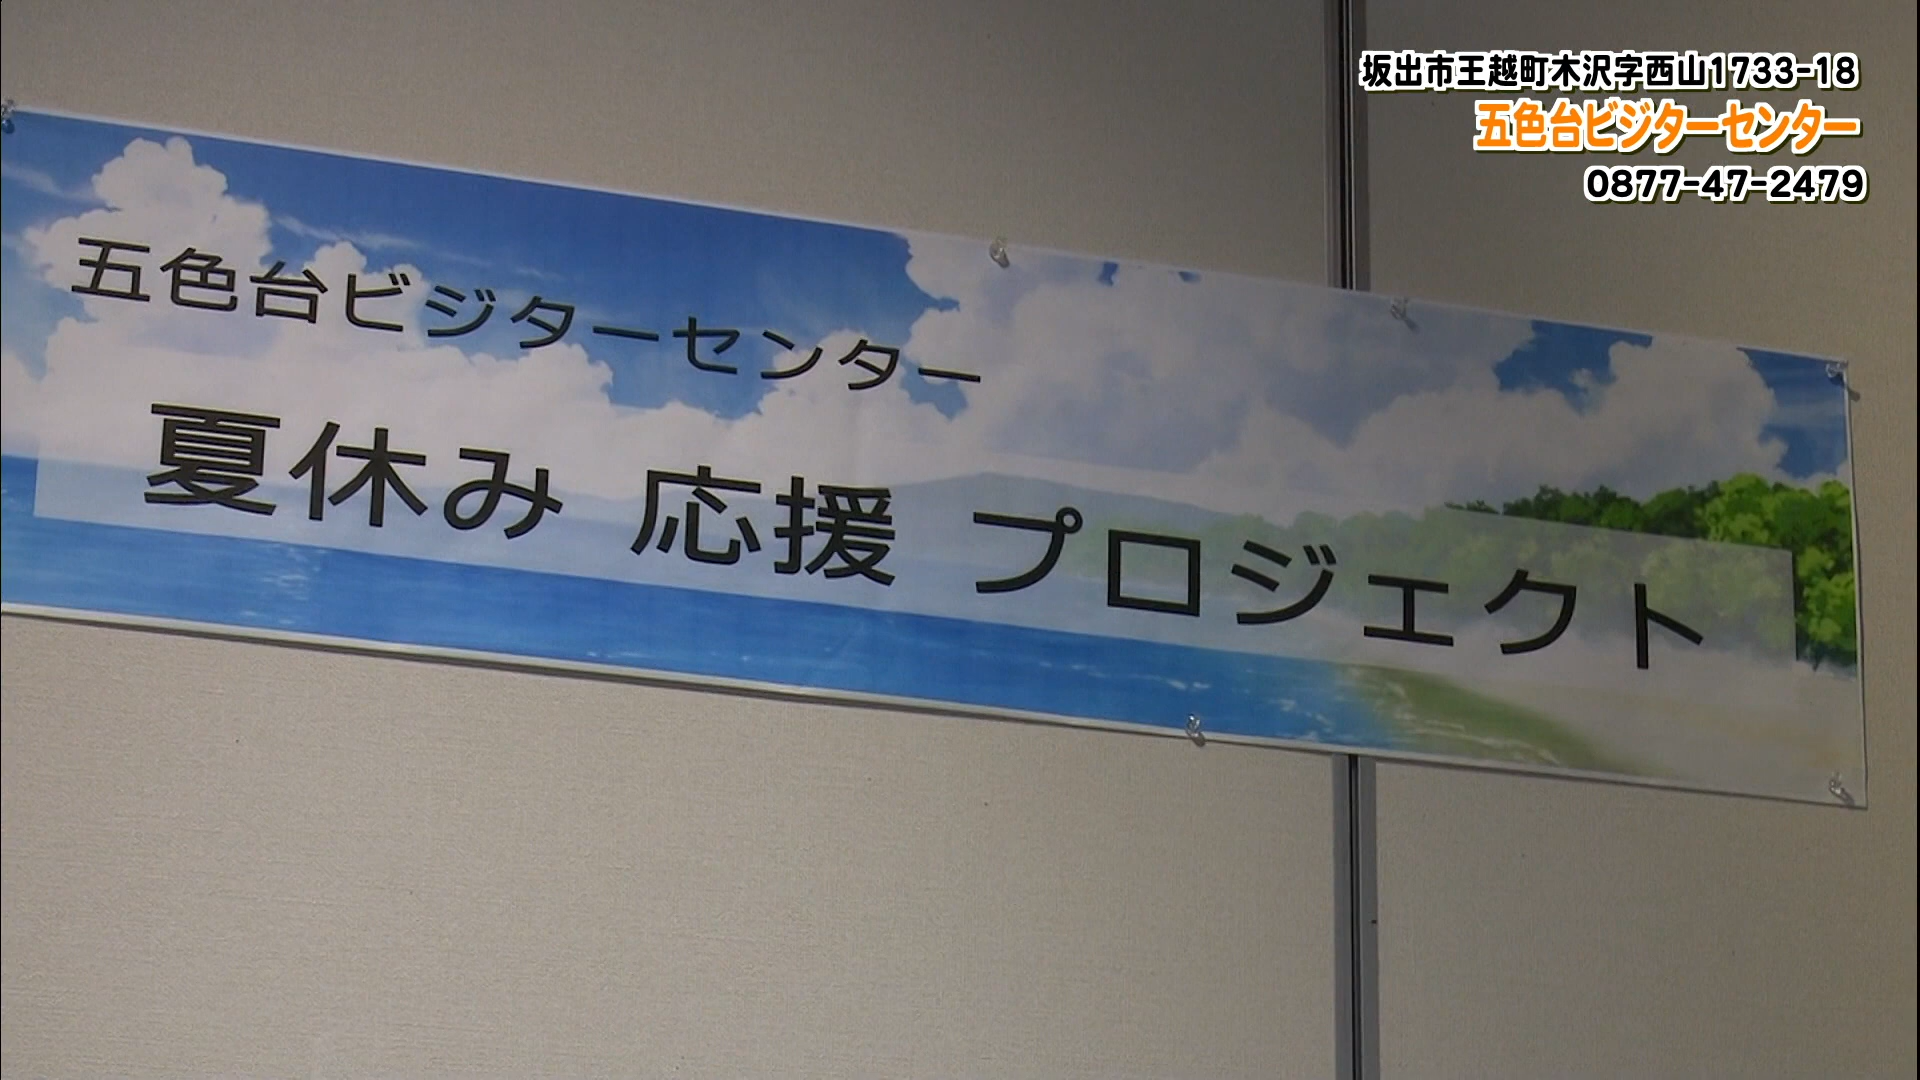 坂出市王越町木沢字西山1733-18
五色台ビジターセンター
0877-47-2479
五色台ビジターセンター
夏休み 応援 プロジェクト